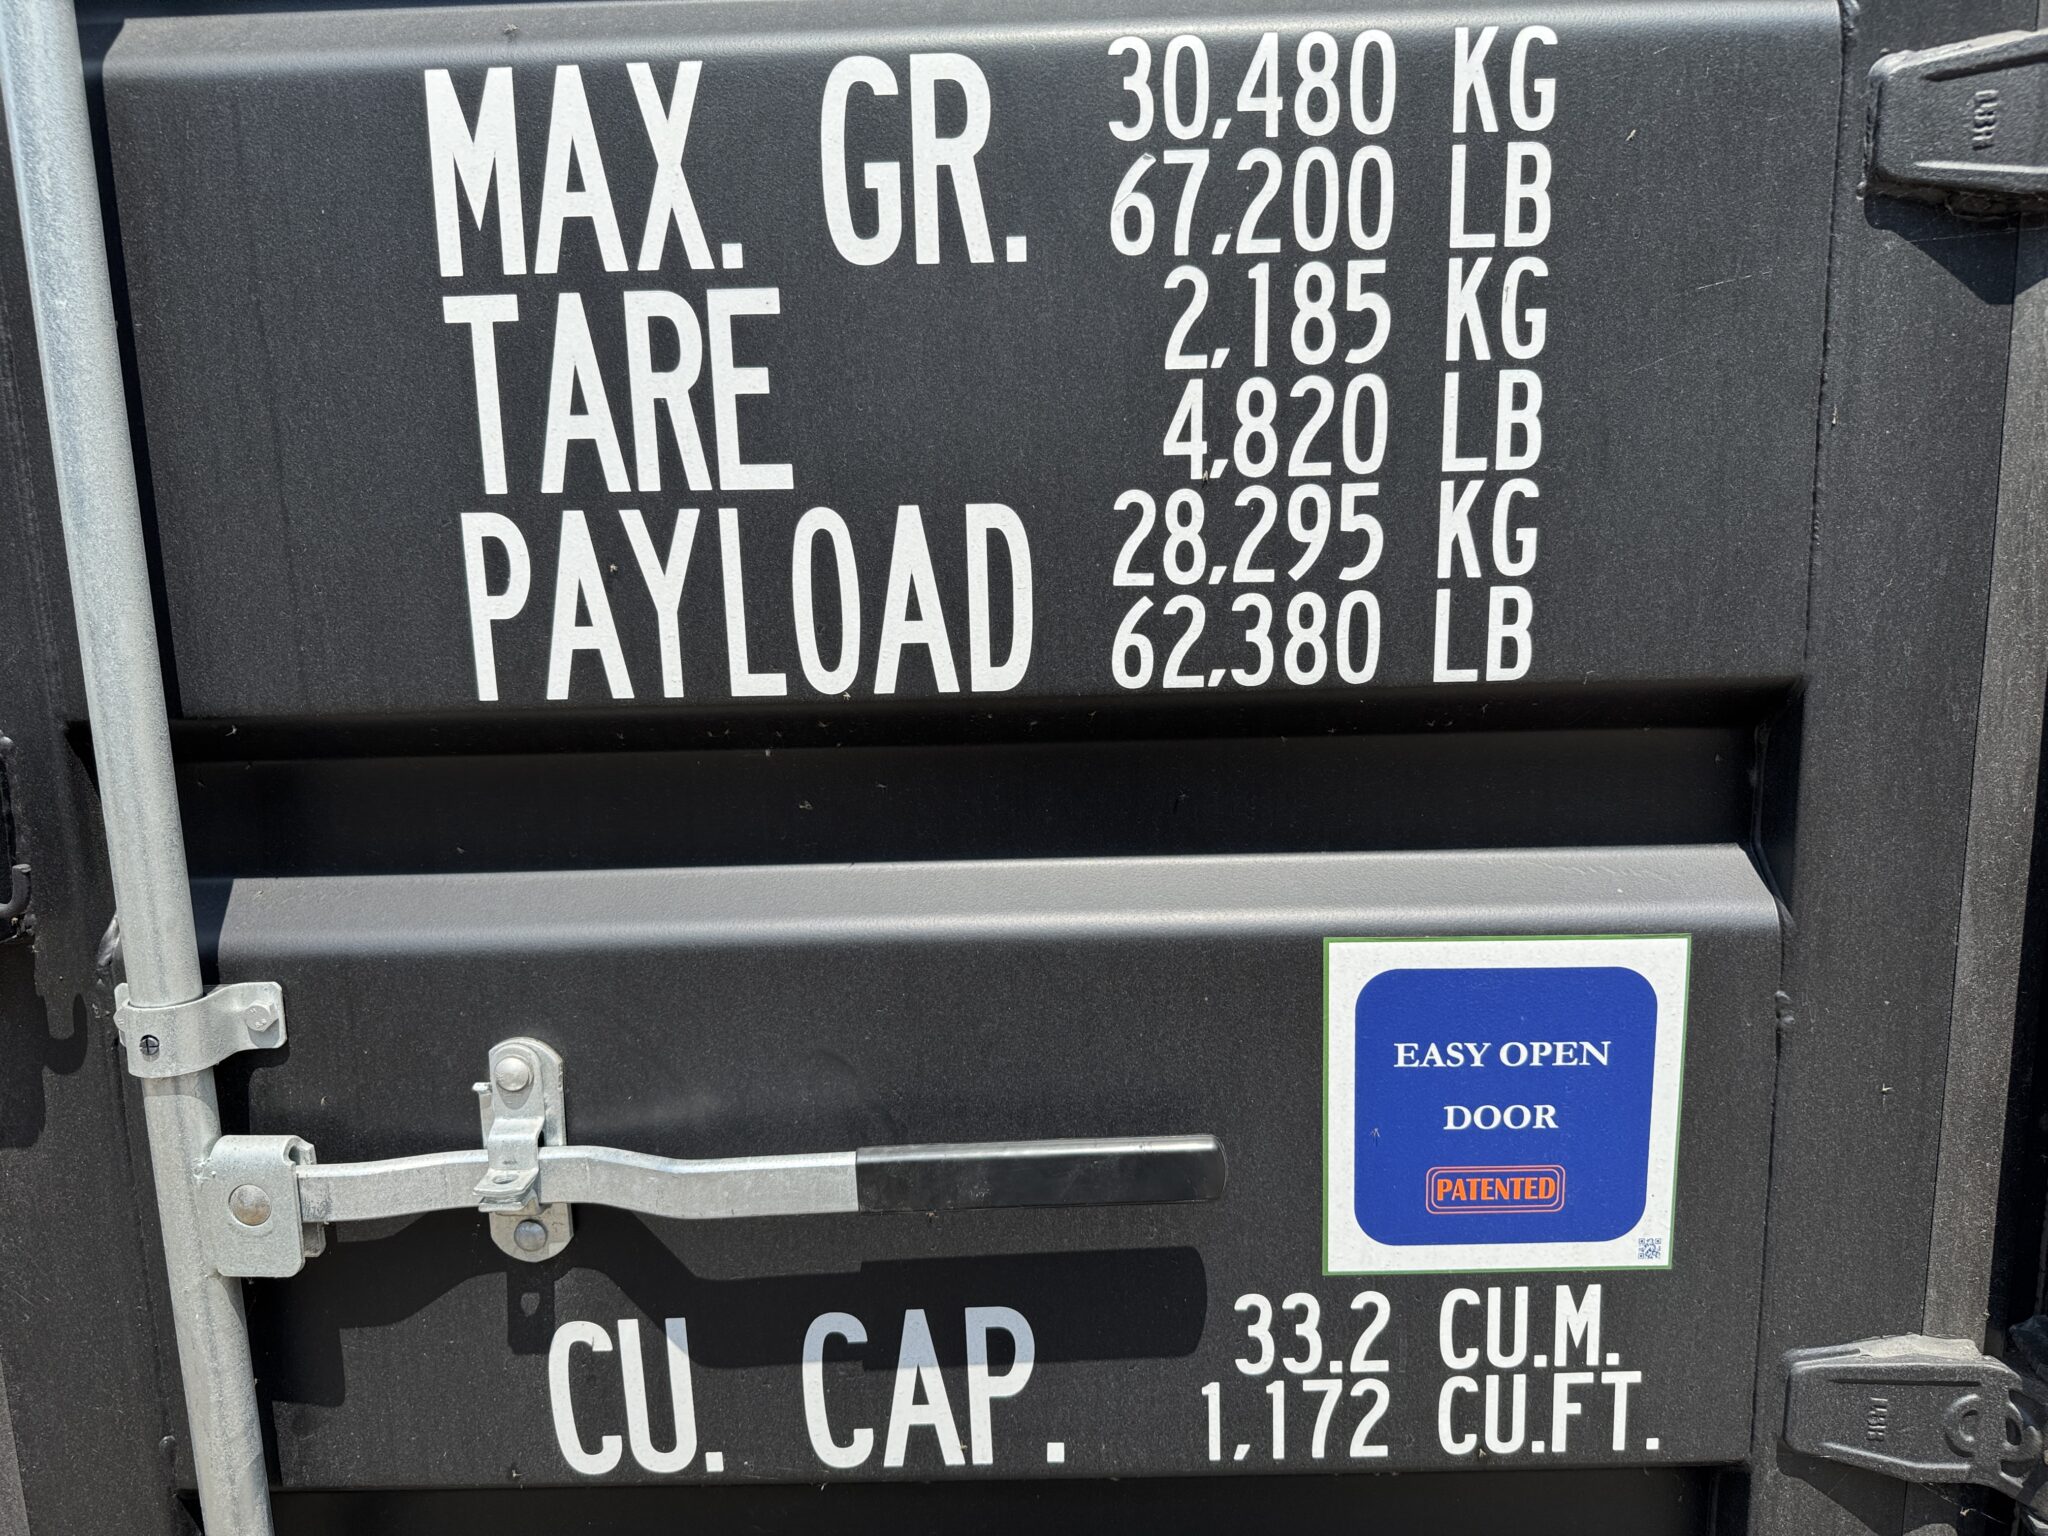 MAX. GR. 30,480 KG
67,200 LB
TARE 2,185 KG
4,820 LB
PAYLOAD 28,295 KG
62,380 LB
EASY OPEN
DOOR
PATENTED
CU. CAP. 33.2 CU.M.
1,172 CU.FT.